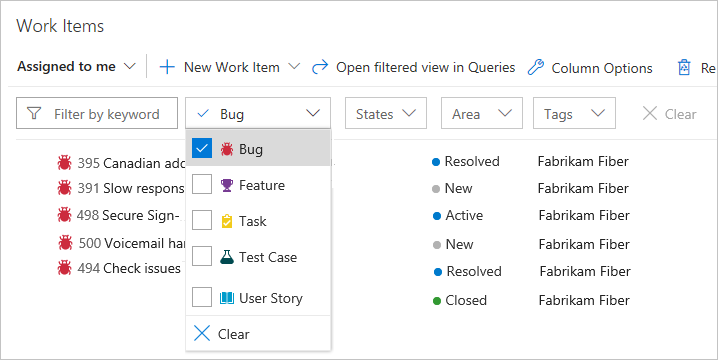 Work Items
Assigned to me New Work Item Open filtered view in Queries Column Options Re
Filter by keyword Bug States Area Tags Clear
Bug
Feature
Task
Test Case
User Story
Clear
395 Canadian add Resolved Fabrikam Fiber
391 Slow respons New Fabrikam Fiber
498 Secure Sign- Active Fabrikam Fiber
500 Voicemail har New Fabrikam Fiber
494 Check issues Resolved Fabrikam Fiber
Closed Fabrikam Fiber